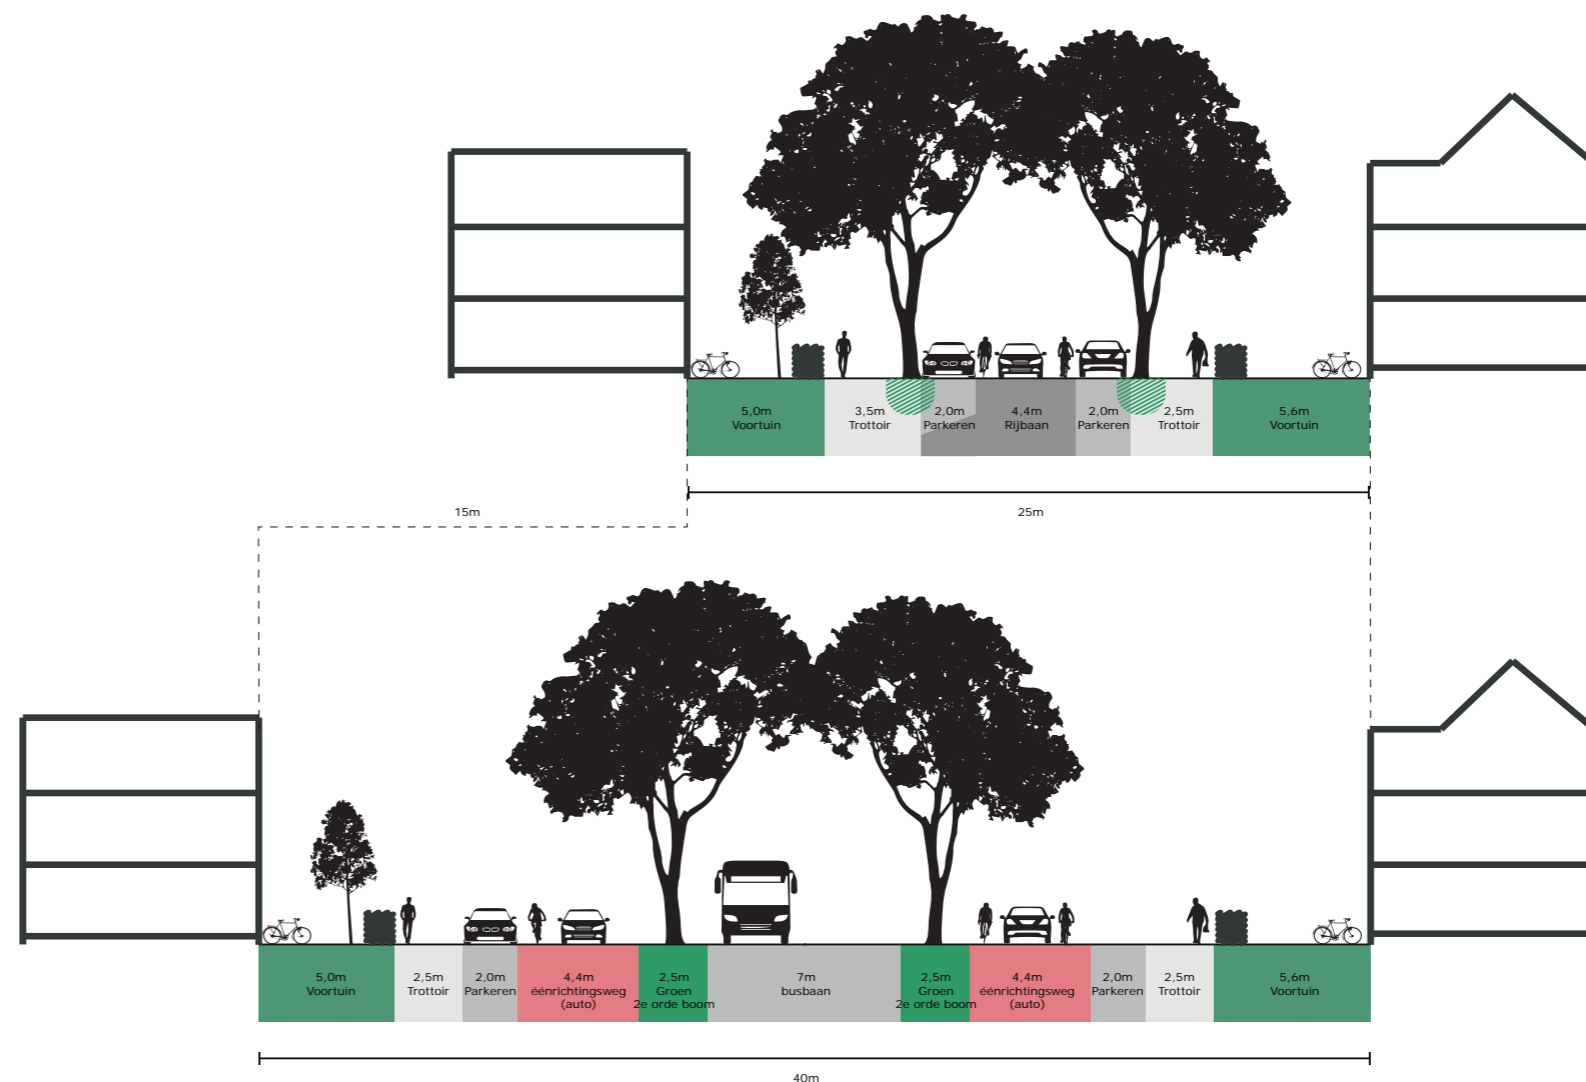 5,0m
Voortuin
3,5m
Trottoir
2,0m
Parkeren
4,4m
Rijbaan
2,0m
Parkeren
2,5m
Trottoir
5,6m
Voortuin
15m
25m
5,0m
Voortuin
2,5m
Trottoir
2,0m
Parkeren
4,4m
éénrichtingsweg
(auto)
2,5m
Groen
2e orde boom
7m
busbaan
2,5m
Groen
2e orde boom
4,4m
éénrichtingsweg
(auto)
2,0m
Parkeren
2,5m
Trottoir
5,6m
Voortuin
40m